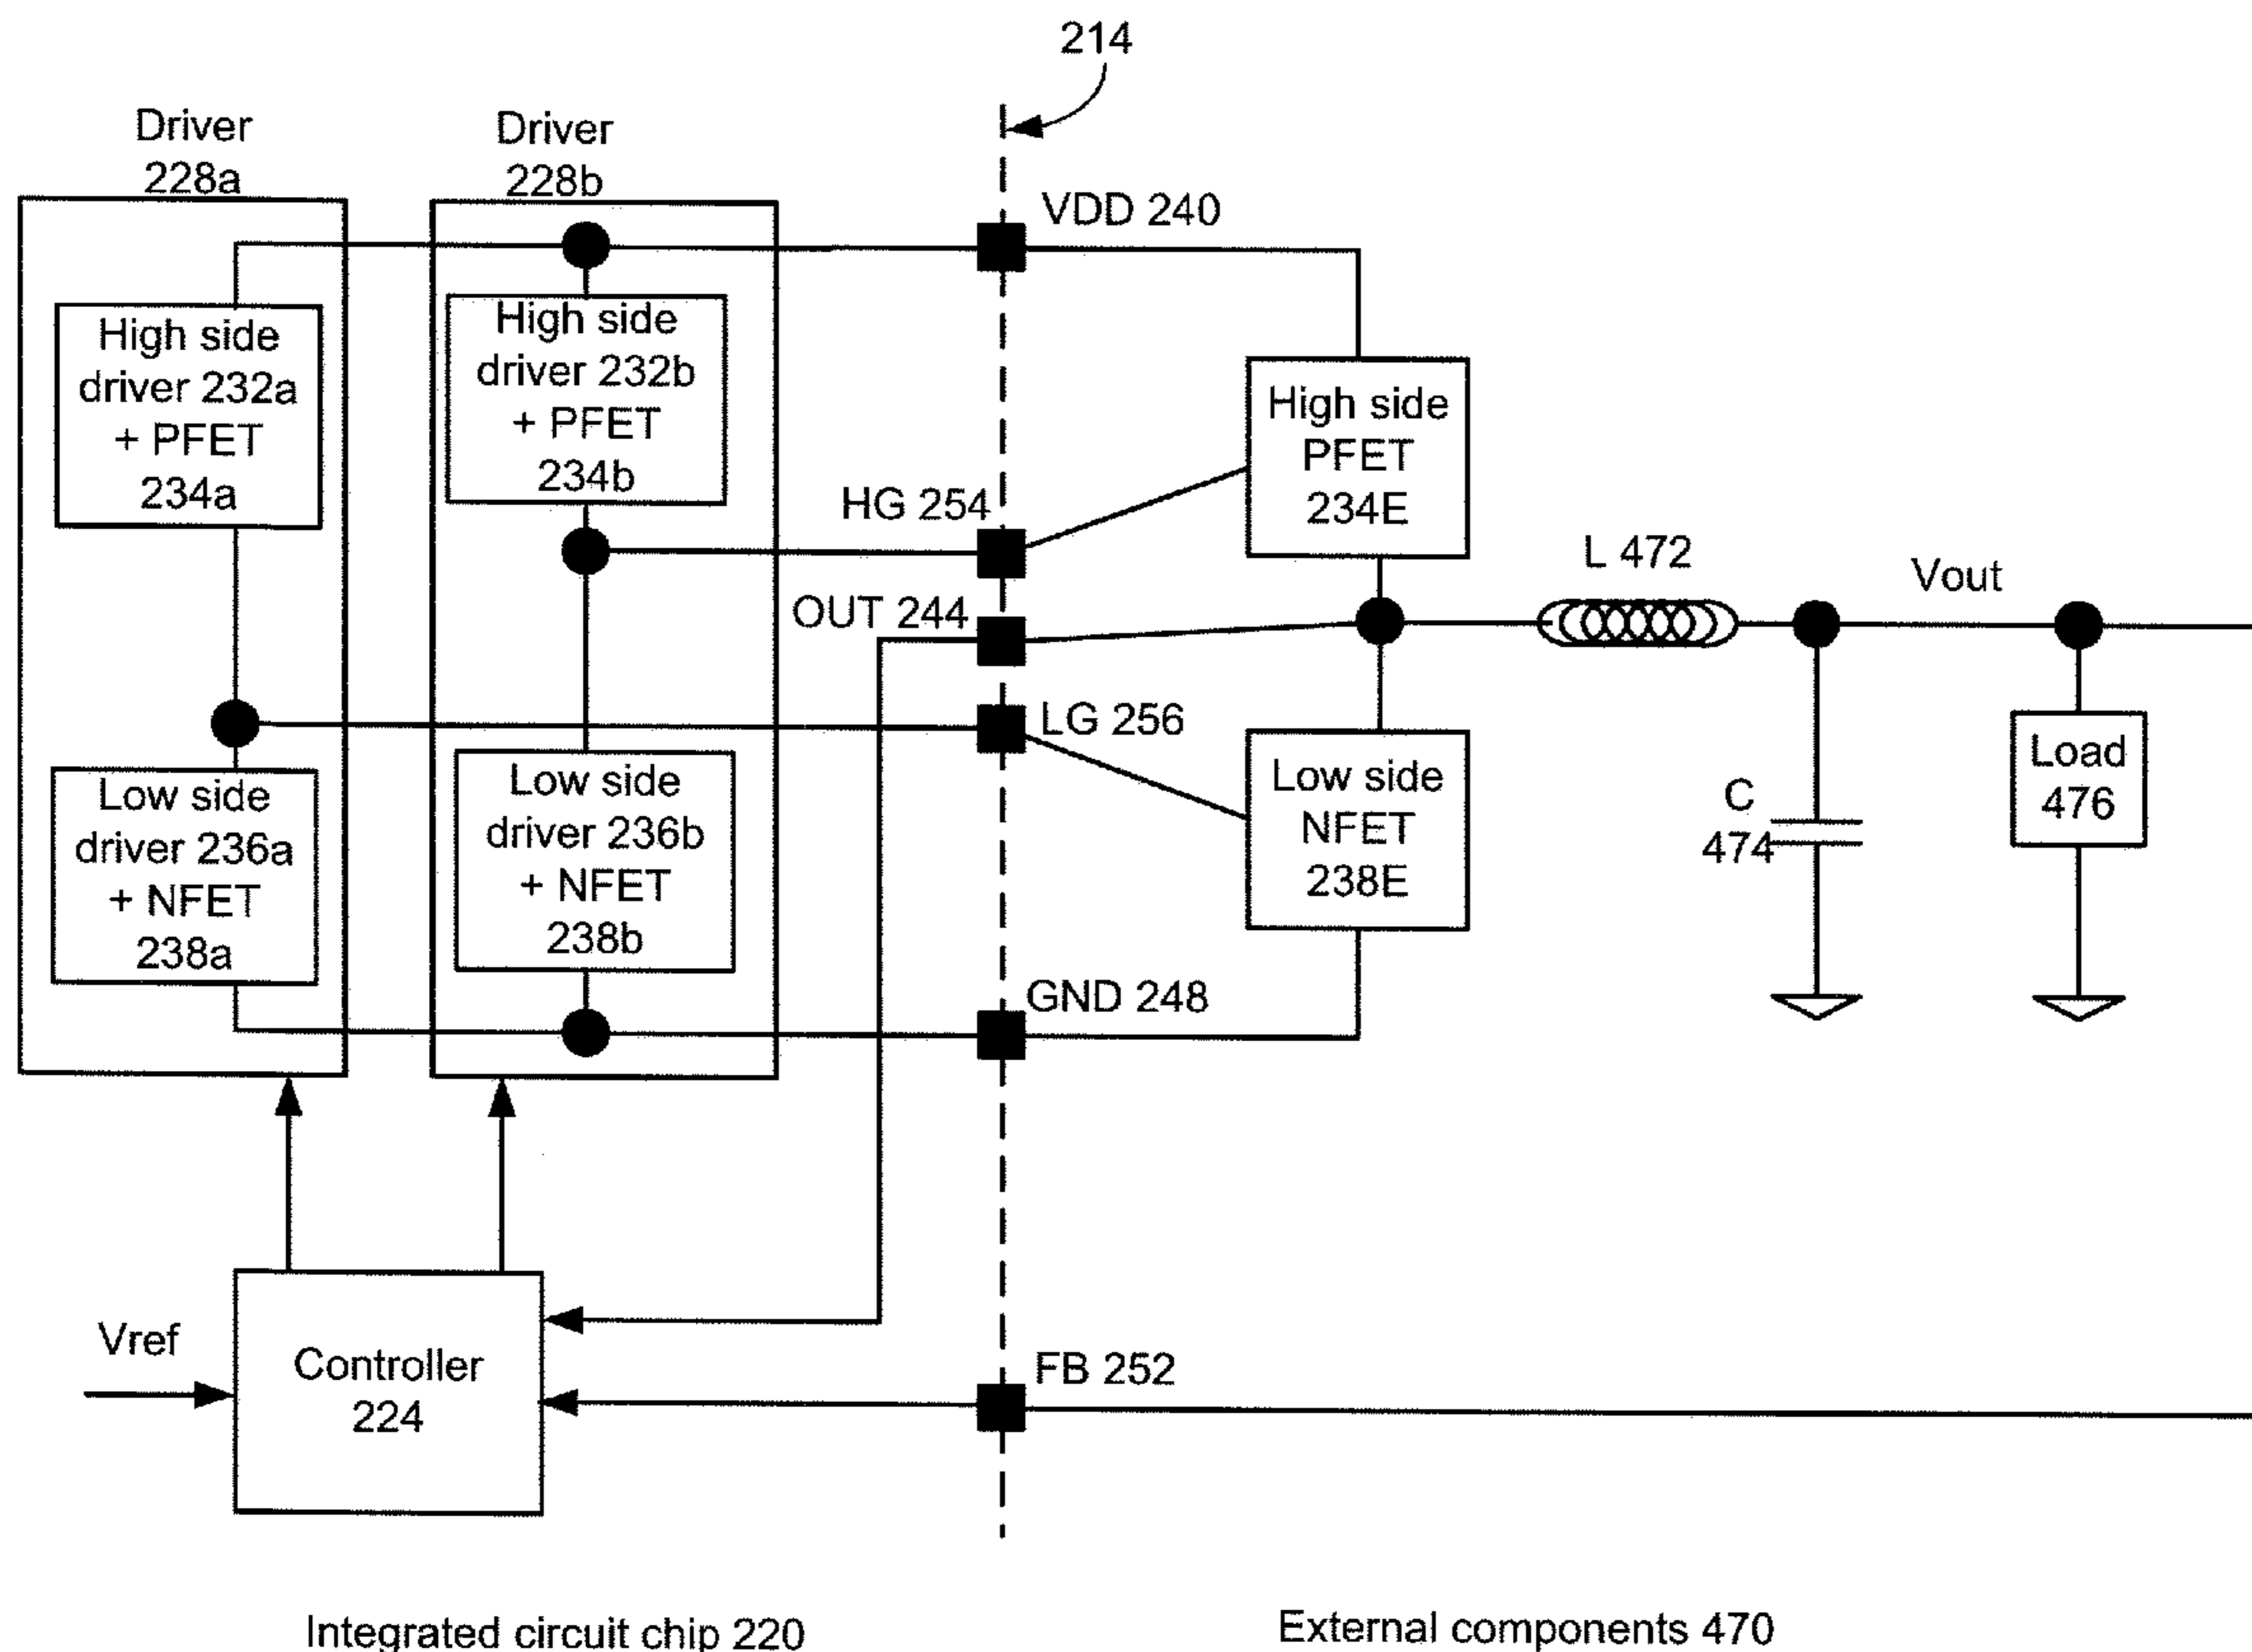 214
Driver
228a
Driver
228b
VDD 240
High side
driver 232a
+ PFET
234a
High side
driver 232b
+ PFET
234b
High side
PFET
234E
HG 254
OUT 244
L 472
Vout
LG 256
Low side
driver 236a
+ NFET
238a
Low side
driver 236b
+ NFET
238b
Low side
NFET
238E
C
474
Load
476
GND 248
Vref
Controller
224
FB 252
Integrated circuit chip 220
External components 470